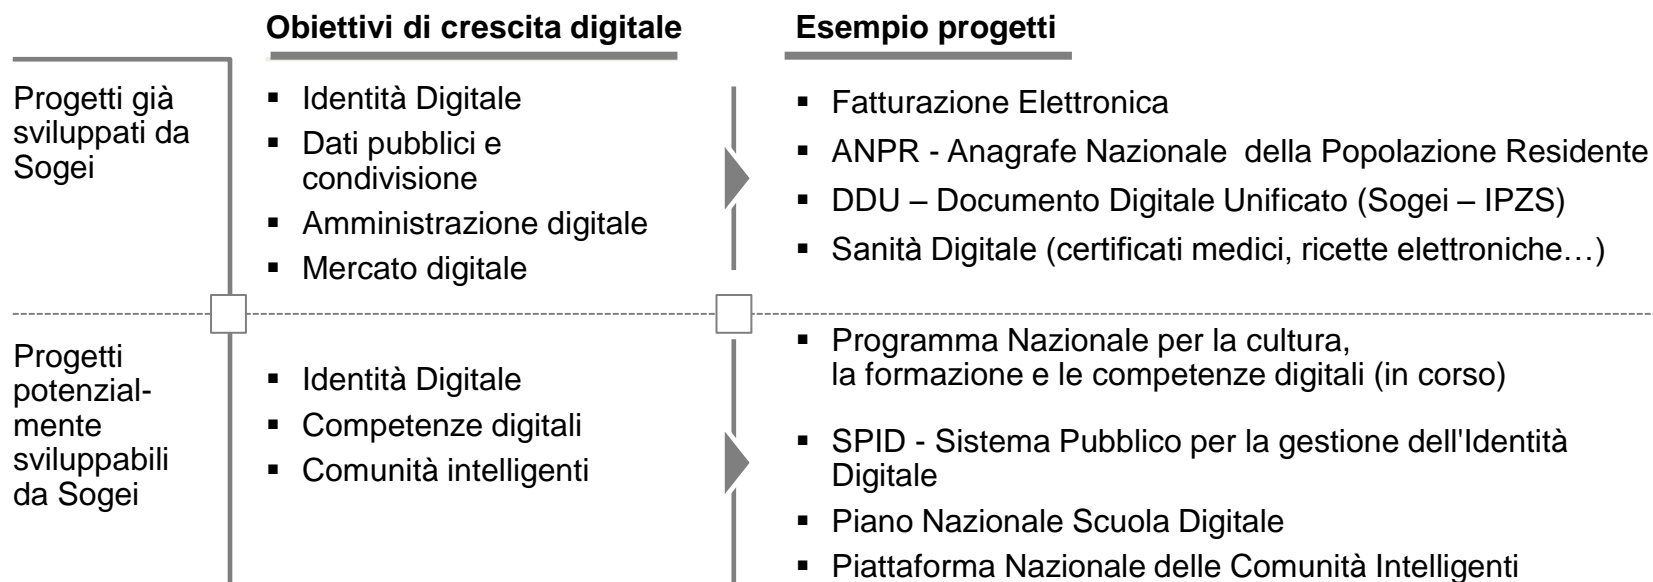 Obiettivi di crescita digitale
Esempio progetti
Progetti già
sviluppati da
Sogei
▪ Identità Digitale
▪ Dati pubblici e
condivisione
▪ Amministrazione digitale
▪ Mercato digitale
▪ Fatturazione Elettronica
▪ ANPR - Anagrafe Nazionale della Popolazione Residente
▪ DDU – Documento Digitale Unificato (Sogei – IPZS)
▪ Sanità Digitale (certificati medici, ricette elettroniche…)
Progetti
potenzial-
mente
sviluppabili
da Sogei
▪ Identità Digitale
▪ Competenze digitali
▪ Comunità intelligenti
▪ Programma Nazionale per la cultura,
la formazione e le competenze digitali (in corso)
▪ SPID - Sistema Pubblico per la gestione dell'Identità
Digitale
▪ Piano Nazionale Scuola Digitale
▪ Piattaforma Nazionale delle Comunità Intelligenti